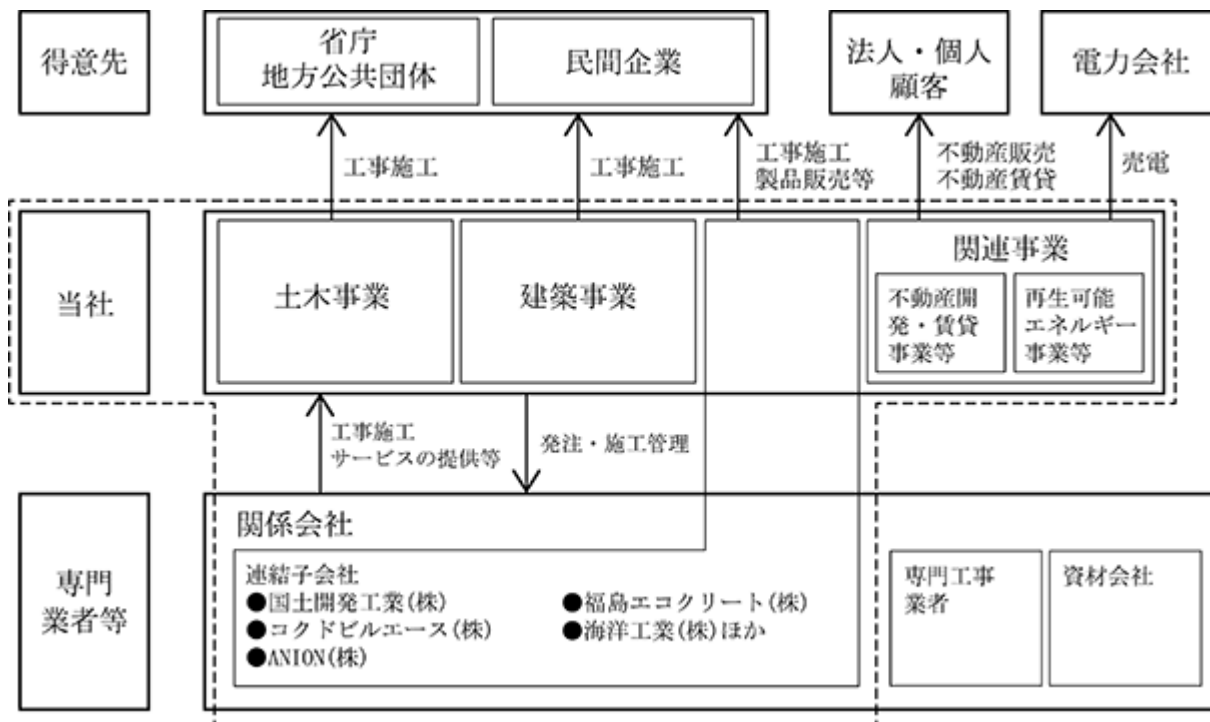 得意先
省庁
地方公共団体
民間企業
法人・個人
顧客
電力会社
工事施工
工事施工
工事施工
製品販売等
不動産販売
不動産賃貸
売電
当社
土木事業
建築事業
関連事業
不動産開
発・賃貸
事業等
再生可能
エネルギー
事業等
工事施工
サービスの提供等
発注・施工管理
専門
業者等
関係会社
連結子会社
●国土開発工業(株)
●コクドビルエース(株)
●ANION(株)
●福島エコクリート(株)
●海洋工業(株)ほか
専門工事
業者
資材会社